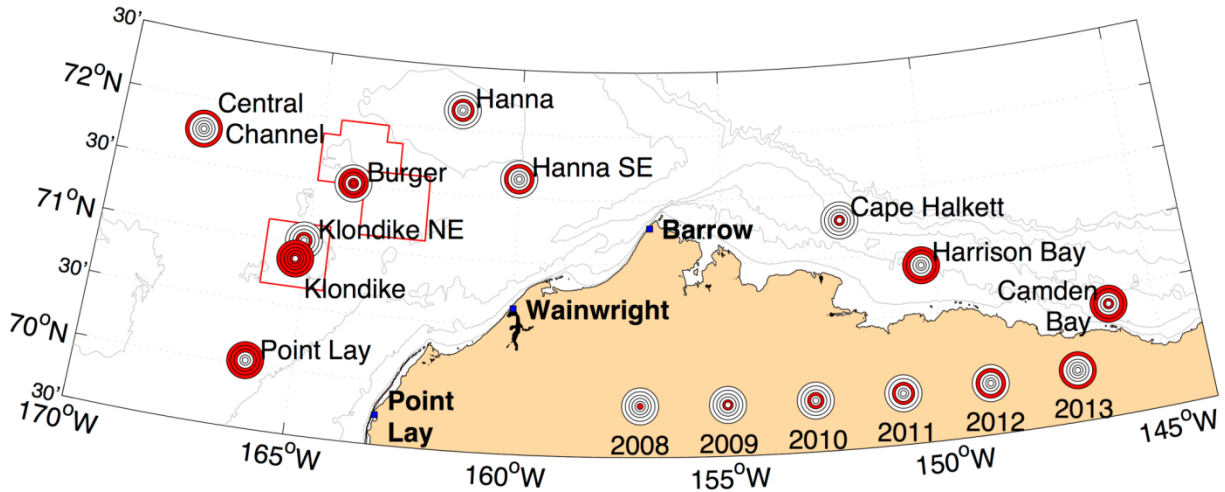 30'
72°N
30'
71°N
30'
70°N
30'
170°W
165°W
160°W
155°W
150°W
145°W
Central
Channel
Hanna
Burger
Hanna SE
Klondike NE
Klondike
Point Lay
Cape Halkett
Barrow
Harrison Bay
Camden
Bay
Wainwright
Point
Lay
2008
2009
2010
2011
2012
2013